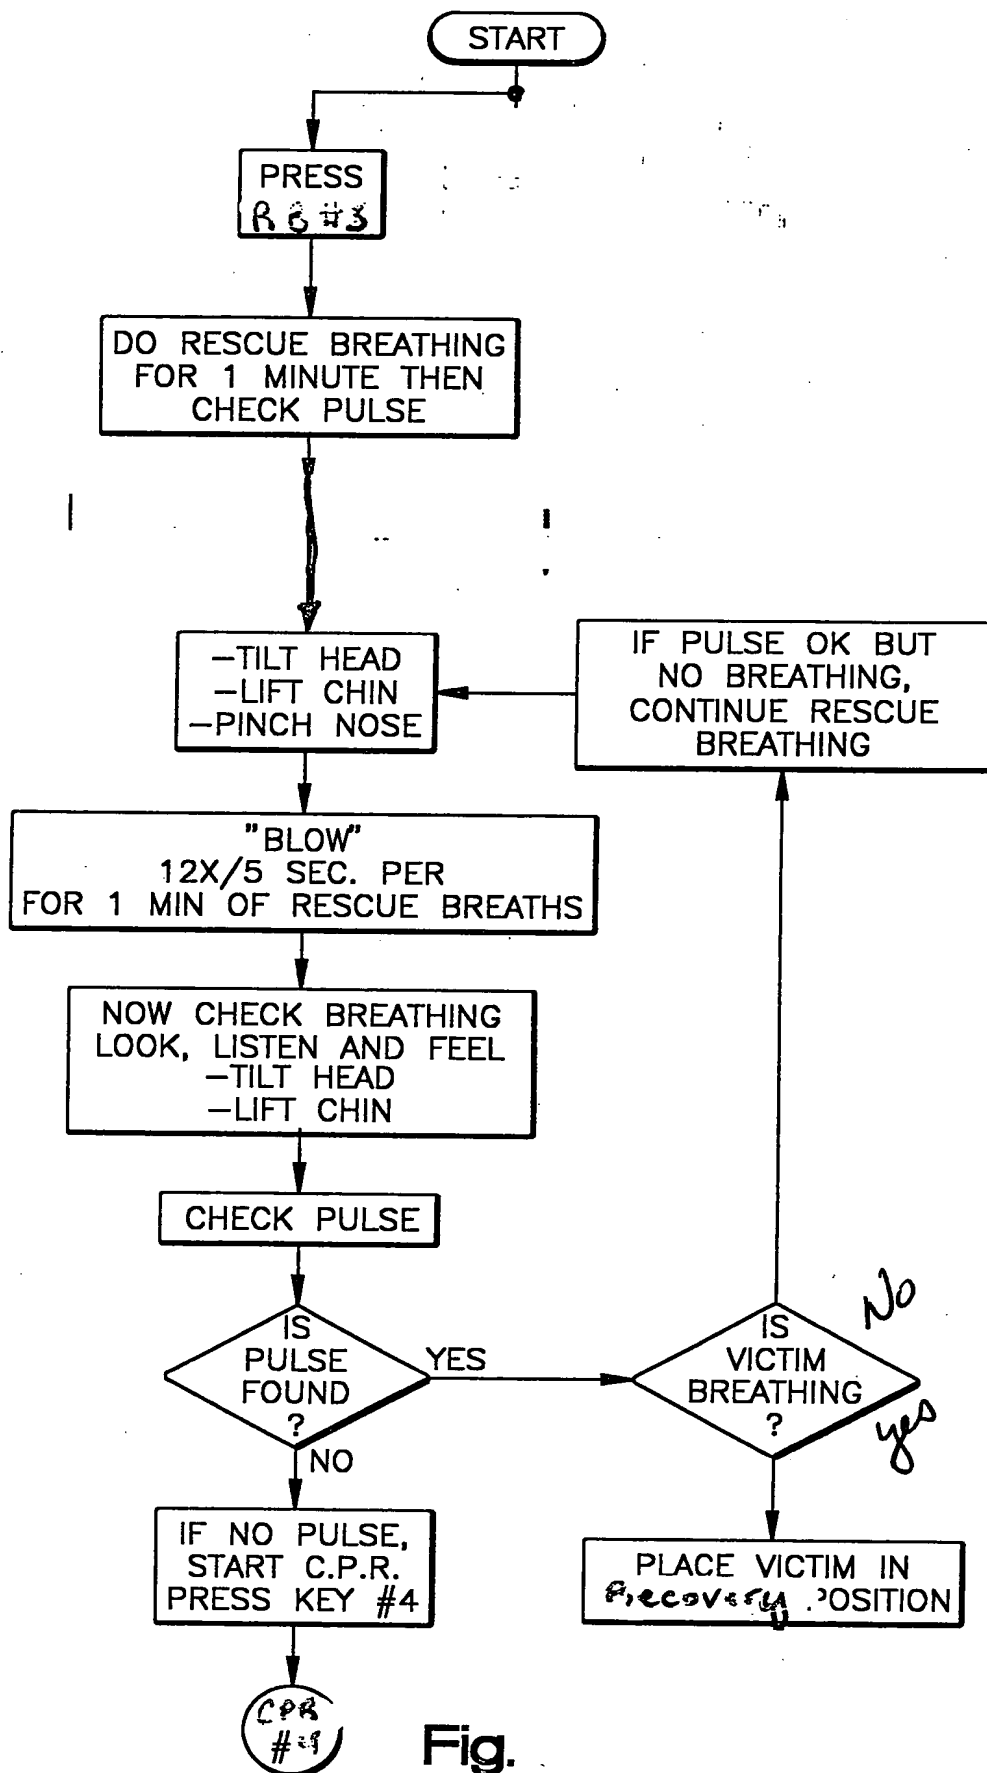 START
PRESS
RB #3
DO RESCUE BREATHING
FOR 1 MINUTE THEN
CHECK PULSE
-TILT HEAD
-LIFT CHIN
-PINCH NOSE
IF PULSE OK BUT
NO BREATHING,
CONTINUE RESCUE
BREATHING
"BLOW"
12X/5 SEC. PER
FOR 1 MIN OF RESCUE BREATHS
NOW CHECK BREATHING
LOOK, LISTEN AND FEEL
-TILT HEAD
-LIFT CHIN
CHECK PULSE
IS
PULSE
FOUND
?
YES
NO
IS
VICTIM
BREATHING
?
No
yes
IF NO PULSE,
START C.P.R.
PRESS KEY #4
PLACE VICTIM IN
Recovery POSITION
CPR
#4
Fig.